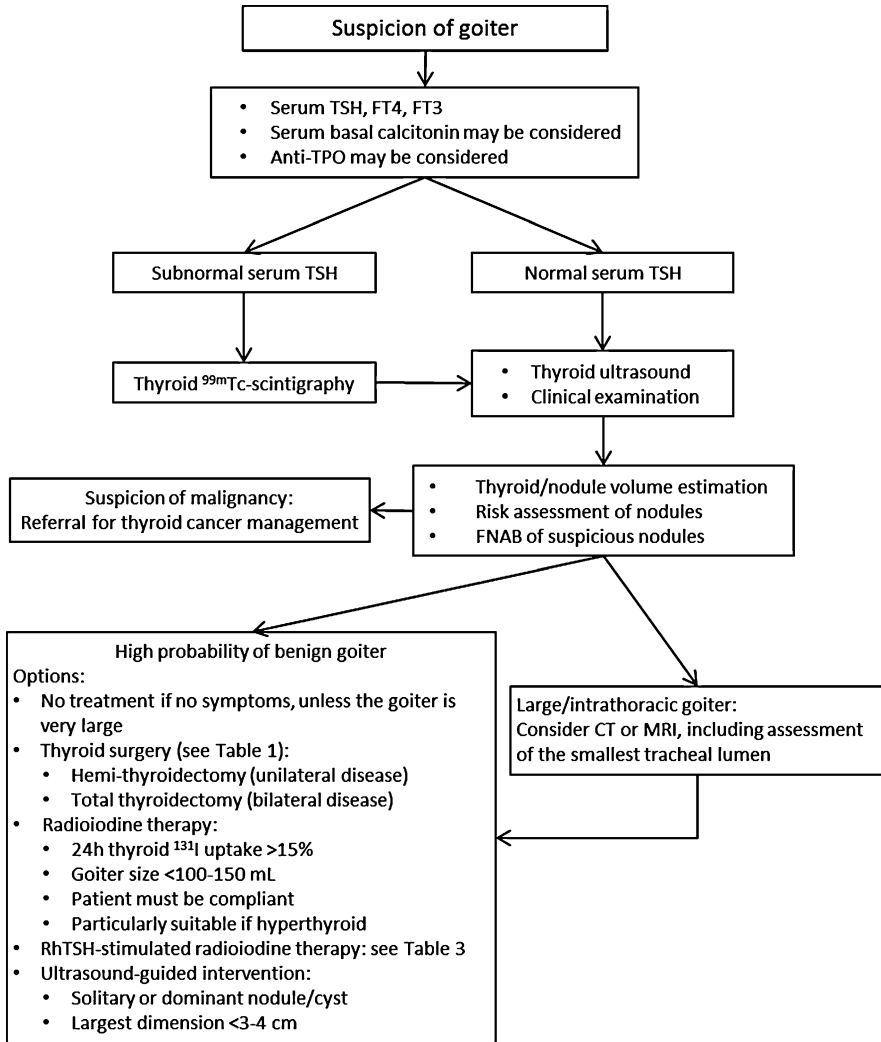 Suspicion of goiter
• Serum TSH, FT4, FT3
• Serum basal calcitonin may be considered
• Anti-TPO may be considered
Subnormal serum TSH
Normal serum TSH
Thyroid ⁹⁹ᵐTc-scintigraphy
• Thyroid ultrasound
• Clinical examination
Suspicion of malignancy:
Referral for thyroid cancer management
• Thyroid/nodule volume estimation
• Risk assessment of nodules
• FNAB of suspicious nodules
High probability of benign goiter
Options:
• No treatment if no symptoms, unless the goiter is
very large
• Thyroid surgery (see Table 1):
• Hemi-thyroidectomy (unilateral disease)
• Total thyroidectomy (bilateral disease)
• Radioiodine therapy:
• 24h thyroid ¹³¹I uptake >15%
• Goiter size <100-150 mL
• Patient must be compliant
• Particularly suitable if hyperthyroid
• RhTSH-stimulated radioiodine therapy: see Table 3
• Ultrasound-guided intervention:
• Solitary or dominant nodule/cyst
• Largest dimension <3-4 cm
Large/intrathoracic goiter:
Consider CT or MRI, including assessment
of the smallest tracheal lumen